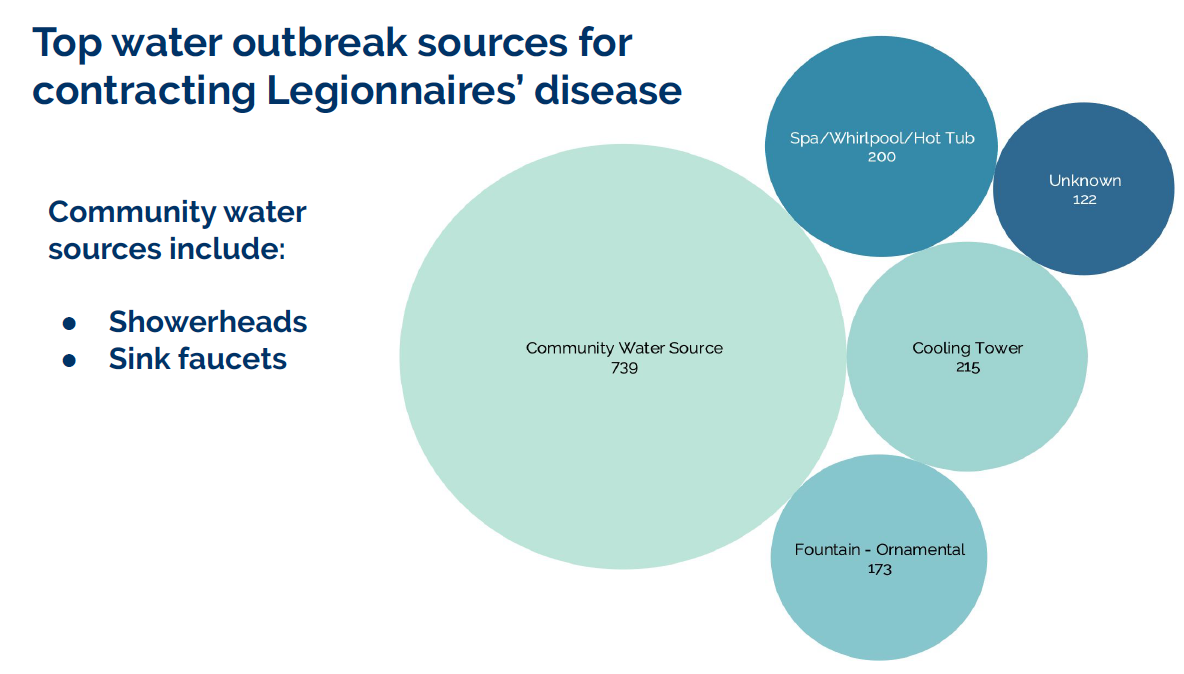 Top water outbreak sources for
contracting Legionnaires’ disease
Community water
sources include:
● Showerheads
● Sink faucets
Spa/Whirlpool/Hot Tub
200
Unknown
122
Community Water Source
739
Cooling Tower
215
Fountain - Ornamental
173